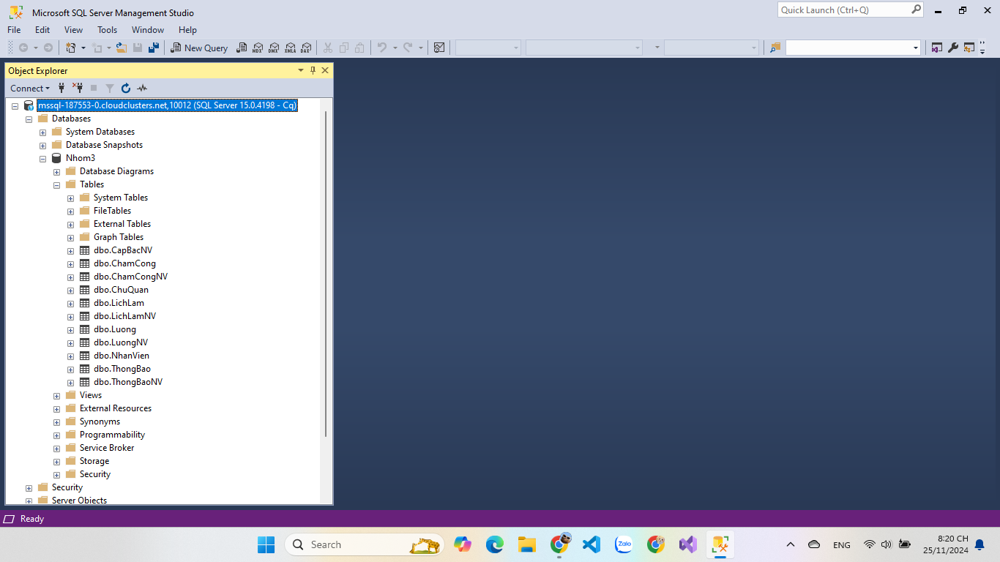 Microsoft SQL Server Management Studio
Quick Launch (Ctrl+Q)
File Edit View Tools Window Help
New Query MDX DMX XMLA DAX
Object Explorer
Connect
mssql-187553-0.cloudclusters.net,10012 (SQL Server 15.0.4198 - Cq)
Databases
System Databases
Database Snapshots
Nhom3
Database Diagrams
Tables
System Tables
FileTables
External Tables
Graph Tables
dbo.CapBacNV
dbo.ChamCong
dbo.ChamCongNV
dbo.ChuQuan
dbo.LichLam
dbo.LichLamNV
dbo.Luong
dbo.LuongNV
dbo.NhanVien
dbo.ThongBao
dbo.ThongBaoNV
Views
External Resources
Synonyms
Programmability
Service Broker
Storage
Security
Security
Server Objects
Ready
Search
Zalo
ENG
8:20 CH
25/11/2024